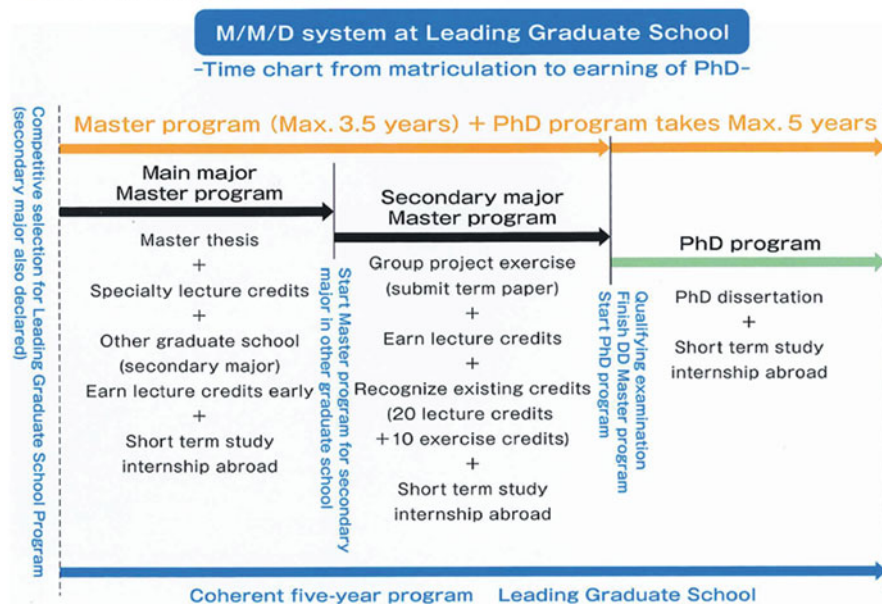 M/M/D system at Leading Graduate School
-Time chart from matriculation to earning of PhD-
Competitive selection for Leading Graduate School Program
(secondary major also declared)
Master program (Max. 3.5 years) + PhD program takes Max. 5 years
Main major
Master program
Master thesis
+
Specialty lecture credits
+
Other graduate school
(secondary major)
Earn lecture credits early
+
Short term study
internship abroad
Start Master program for secondary
major in other graduate school
Secondary major
Master program
Group project exercise
(submit term paper)
+
Earn lecture credits
+
Recognize existing credits
(20 lecture credits
+10 exercise credits)
+
Short term study
internship abroad
Qualifying examination
Finish DD Master program
Start PhD program
PhD program
PhD dissertation
+
Short term study
internship abroad
Coherent five-year program Leading Graduate School